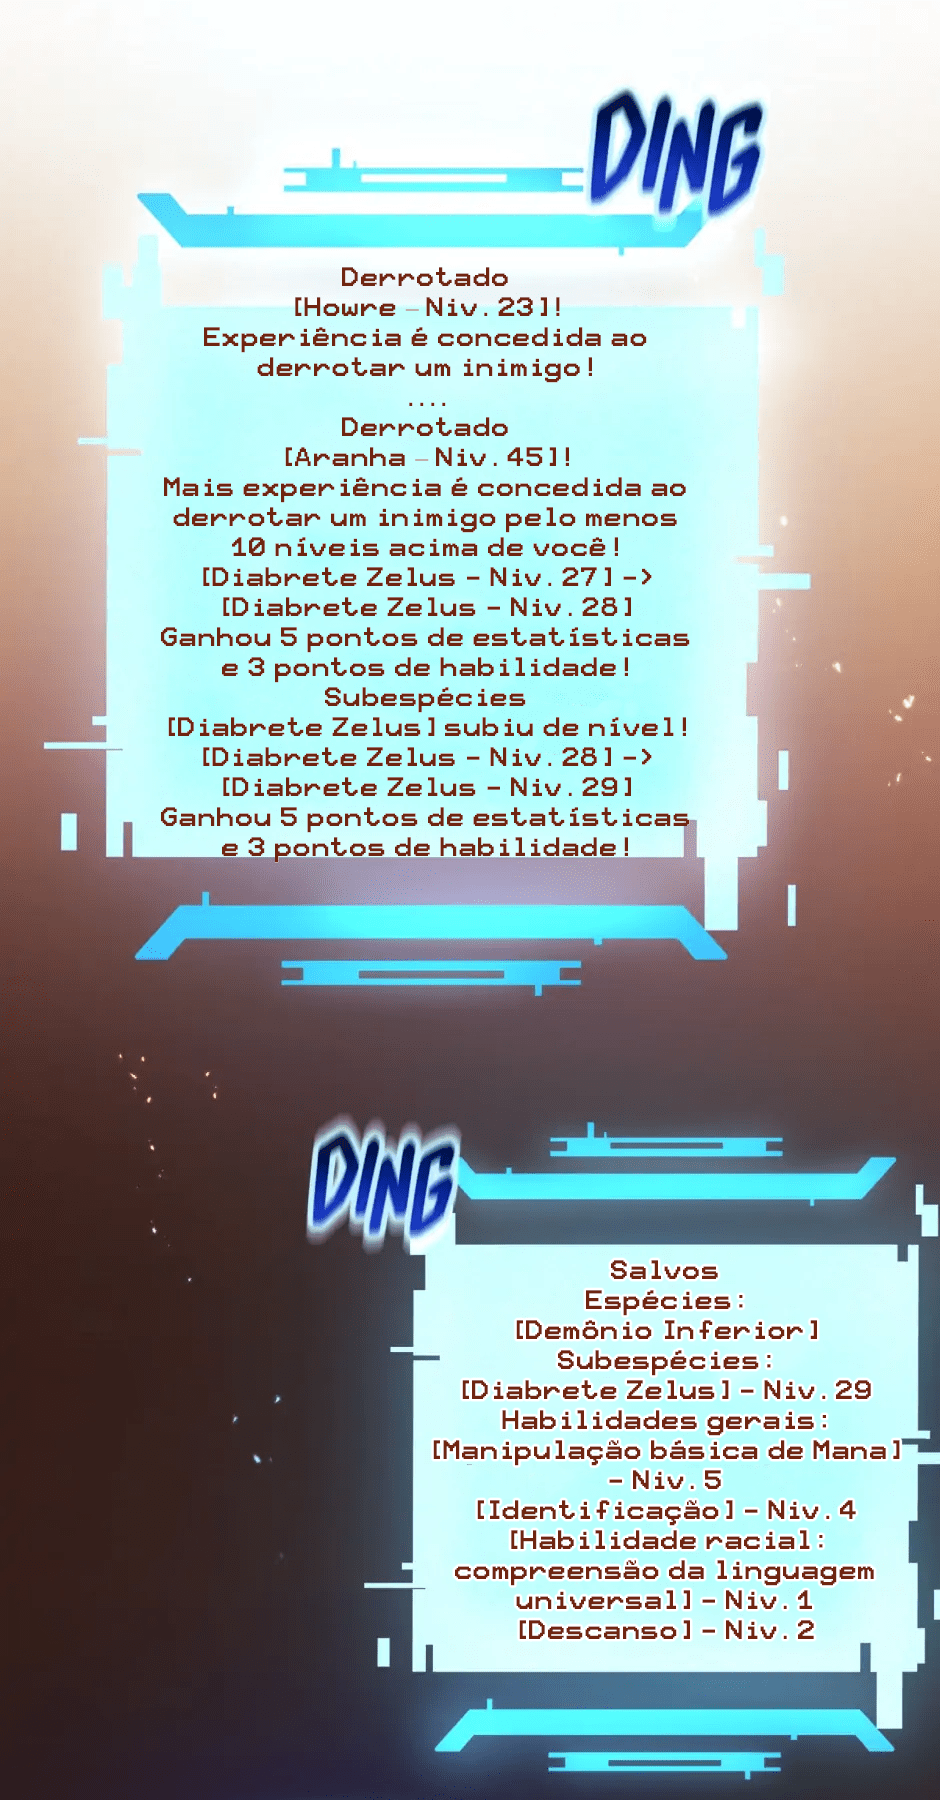 DING
Derrotado
[Howre - Niv.23]!
Experiência é concedida ao
derrotar um inimigo!
....
Derrotado
[Aranha - Niv.45]!
Mais experiência é concedida ao
derrotar um inimigo pelo menos
10 níveis acima de você!
[Diabrete Zelus - Niv.27] ->
[Diabrete Zelus - Niv.28]
Ganhou 5 pontos de estatísticas
e 3 pontos de habilidade!
Subespécies
[Diabrete Zelus] subiu de nível!
[Diabrete Zelus - Niv.28] ->
[Diabrete Zelus - Niv.29]
Ganhou 5 pontos de estatísticas
e 3 pontos de habilidade!
DING
Salvos
Espécies:
[Demônio Inferior]
Subespécies:
[Diabrete Zelus] - Niv.29
Habilidades gerais:
[Manipulação básica de Mana]
- Niv.5
[Identificação] - Niv.4
[Habilidade racial:
compreensão da linguagem
universal] - Niv.1
[Descanso] - Niv.2